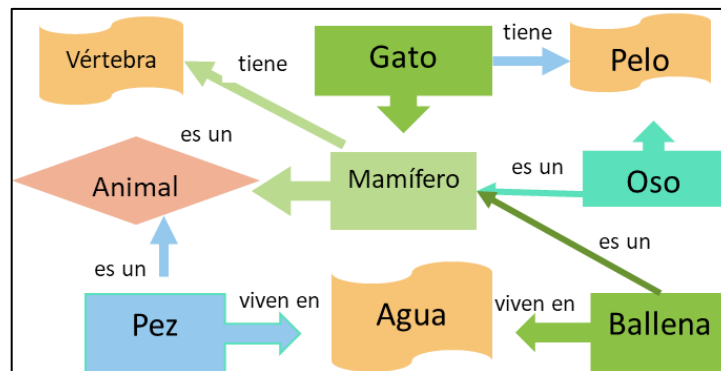 Vértebra
tiene
Gato
tiene
Pelo
es un
Animal
Mamífero
es un
Oso
es un
es un
Pez
viven en
Agua
viven en
Ballena